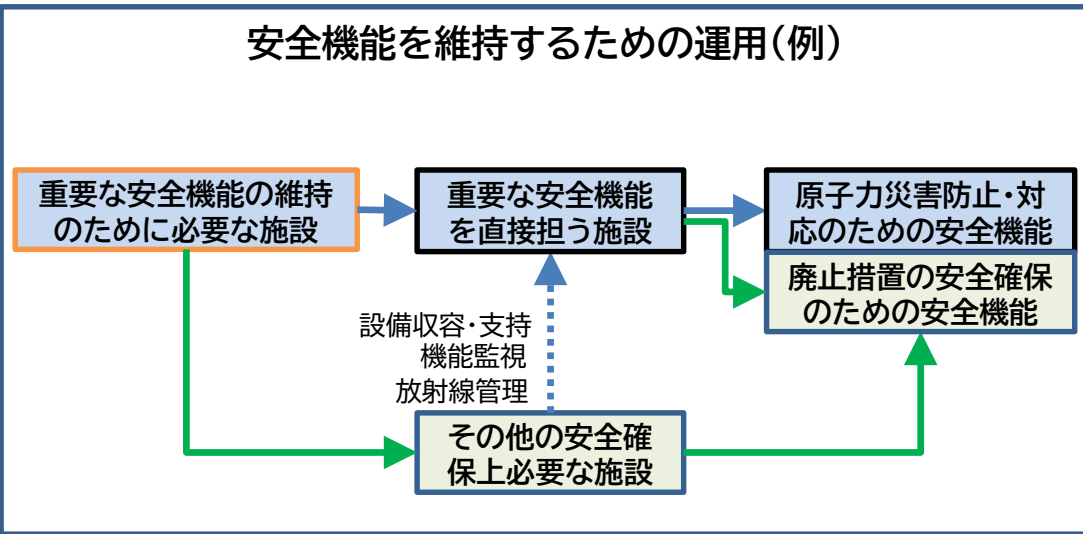 安全機能を維持するための運用(例)
重要な安全機能の維持
のために必要な施設
重要な安全機能
を直接担う施設
原子力災害防止・対
応のための安全機能
廃止措置の安全確保
のための安全機能
設備収容・支持
機能監視
放射線管理
その他の安全確
保上必要な施設